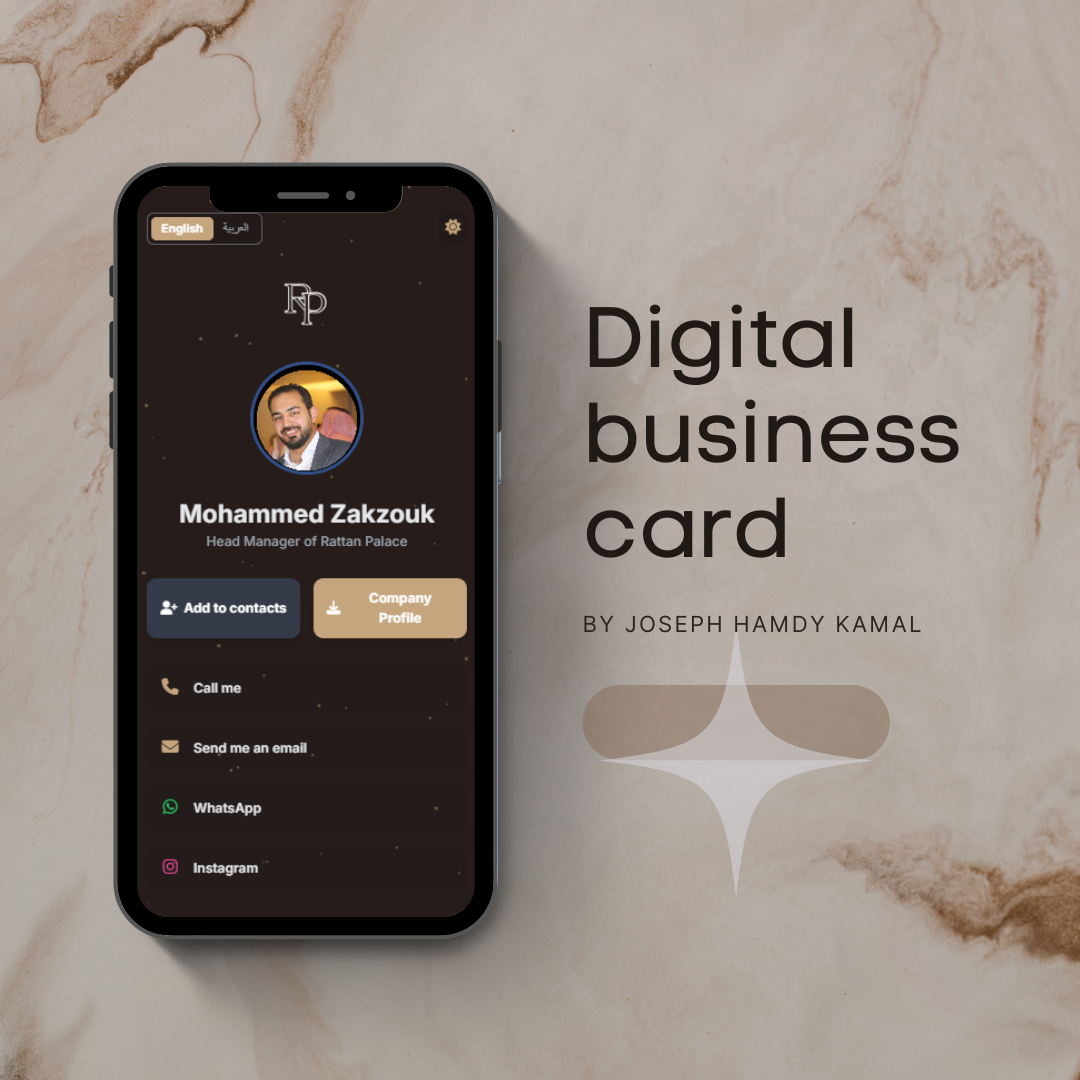 English العربية
RP
Mohammed Zakzouk
Head Manager of Rattan Palace
Add to contacts
Company
Profile
Call me
Send me an email
WhatsApp
Instagram
Digital
business
card
BY JOSEPH HAMDY KAMAL